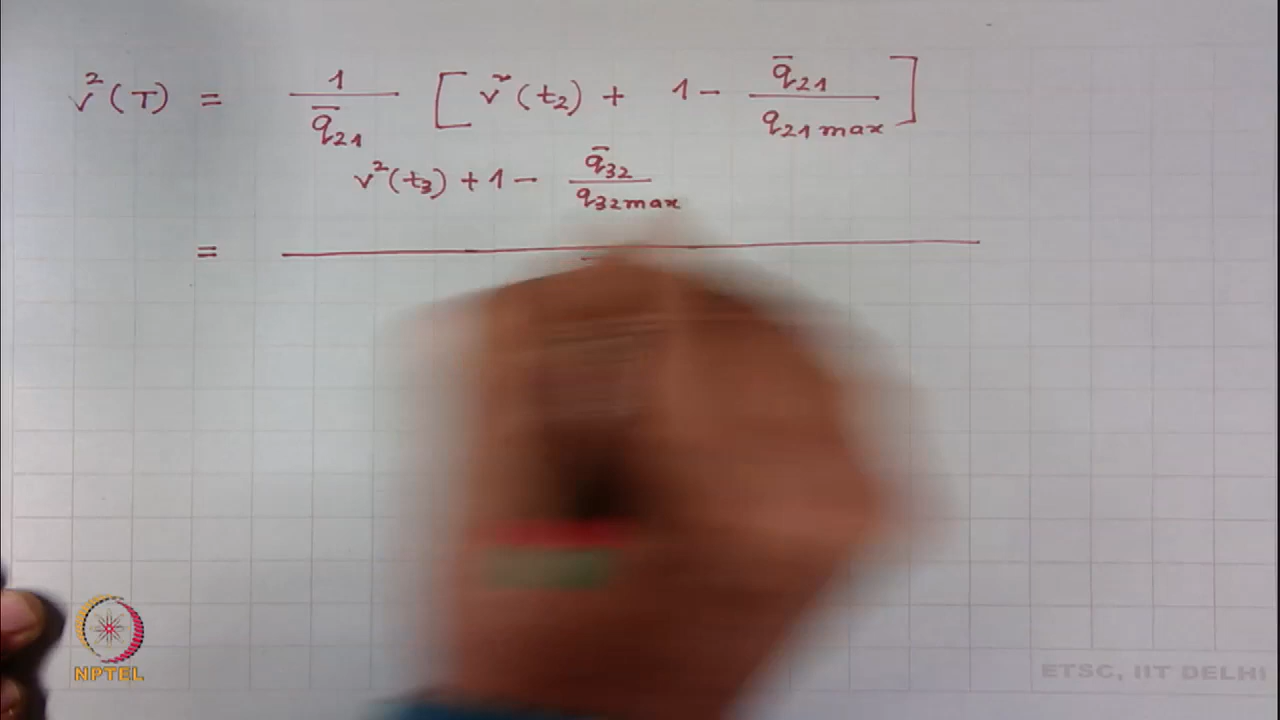 v²(T) = 1/q̄₂₁ [ v²(t₂) + 1 - q̄₂₁/q₂₁max ]
= v²(t₃) + 1 - q̄₃₂/q₃₂max
NPTEL
ETSC, IIT DELHI